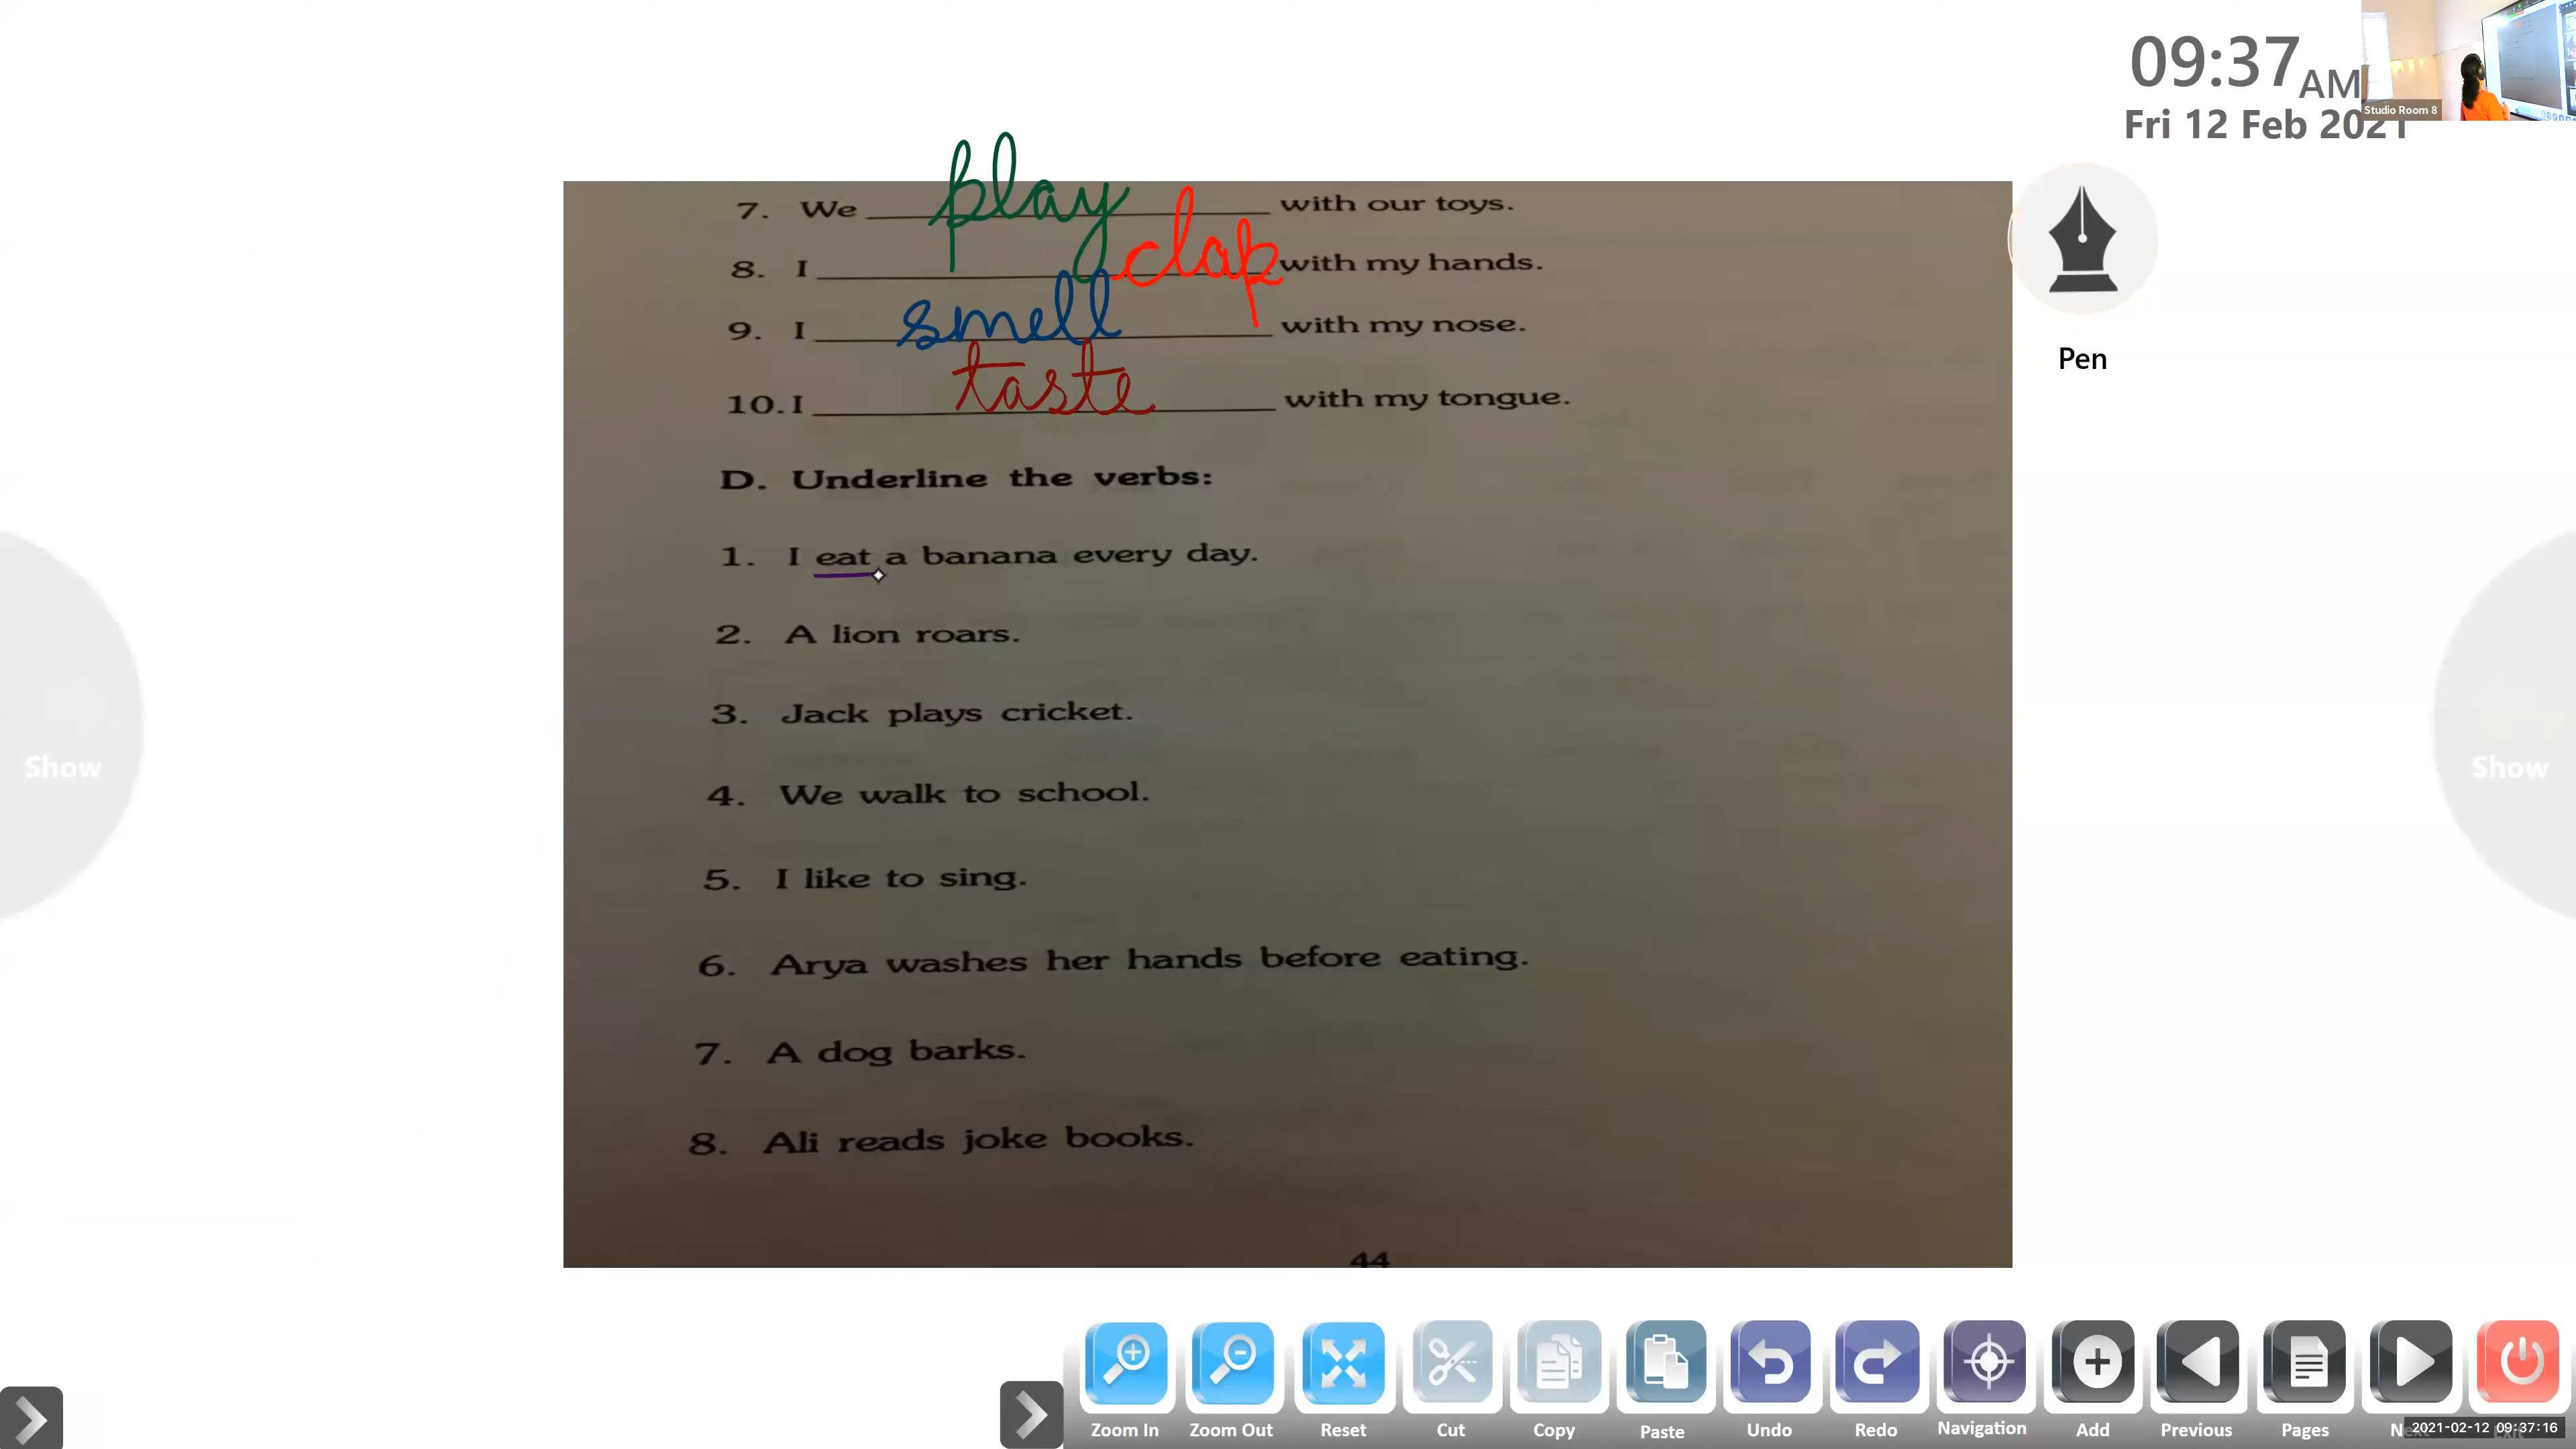 09:37 AM
Fri 12 Feb 2021
Studio Room 8
7. We play with our toys.
8. I clap with my hands.
9. I smell with my nose.
10. I taste with my tongue.
D. Underline the verbs:
1. I eat a banana every day.
2. A lion roars.
3. Jack plays cricket.
4. We walk to school.
5. I like to sing.
6. Arya washes her hands before eating.
7. A dog barks.
8. Ali reads joke books.
44
Pen
Show
Show
Zoom In Zoom Out Reset Cut Copy Paste Undo Redo Navigation Add Previous Pages
2021-02-12 09:37:16